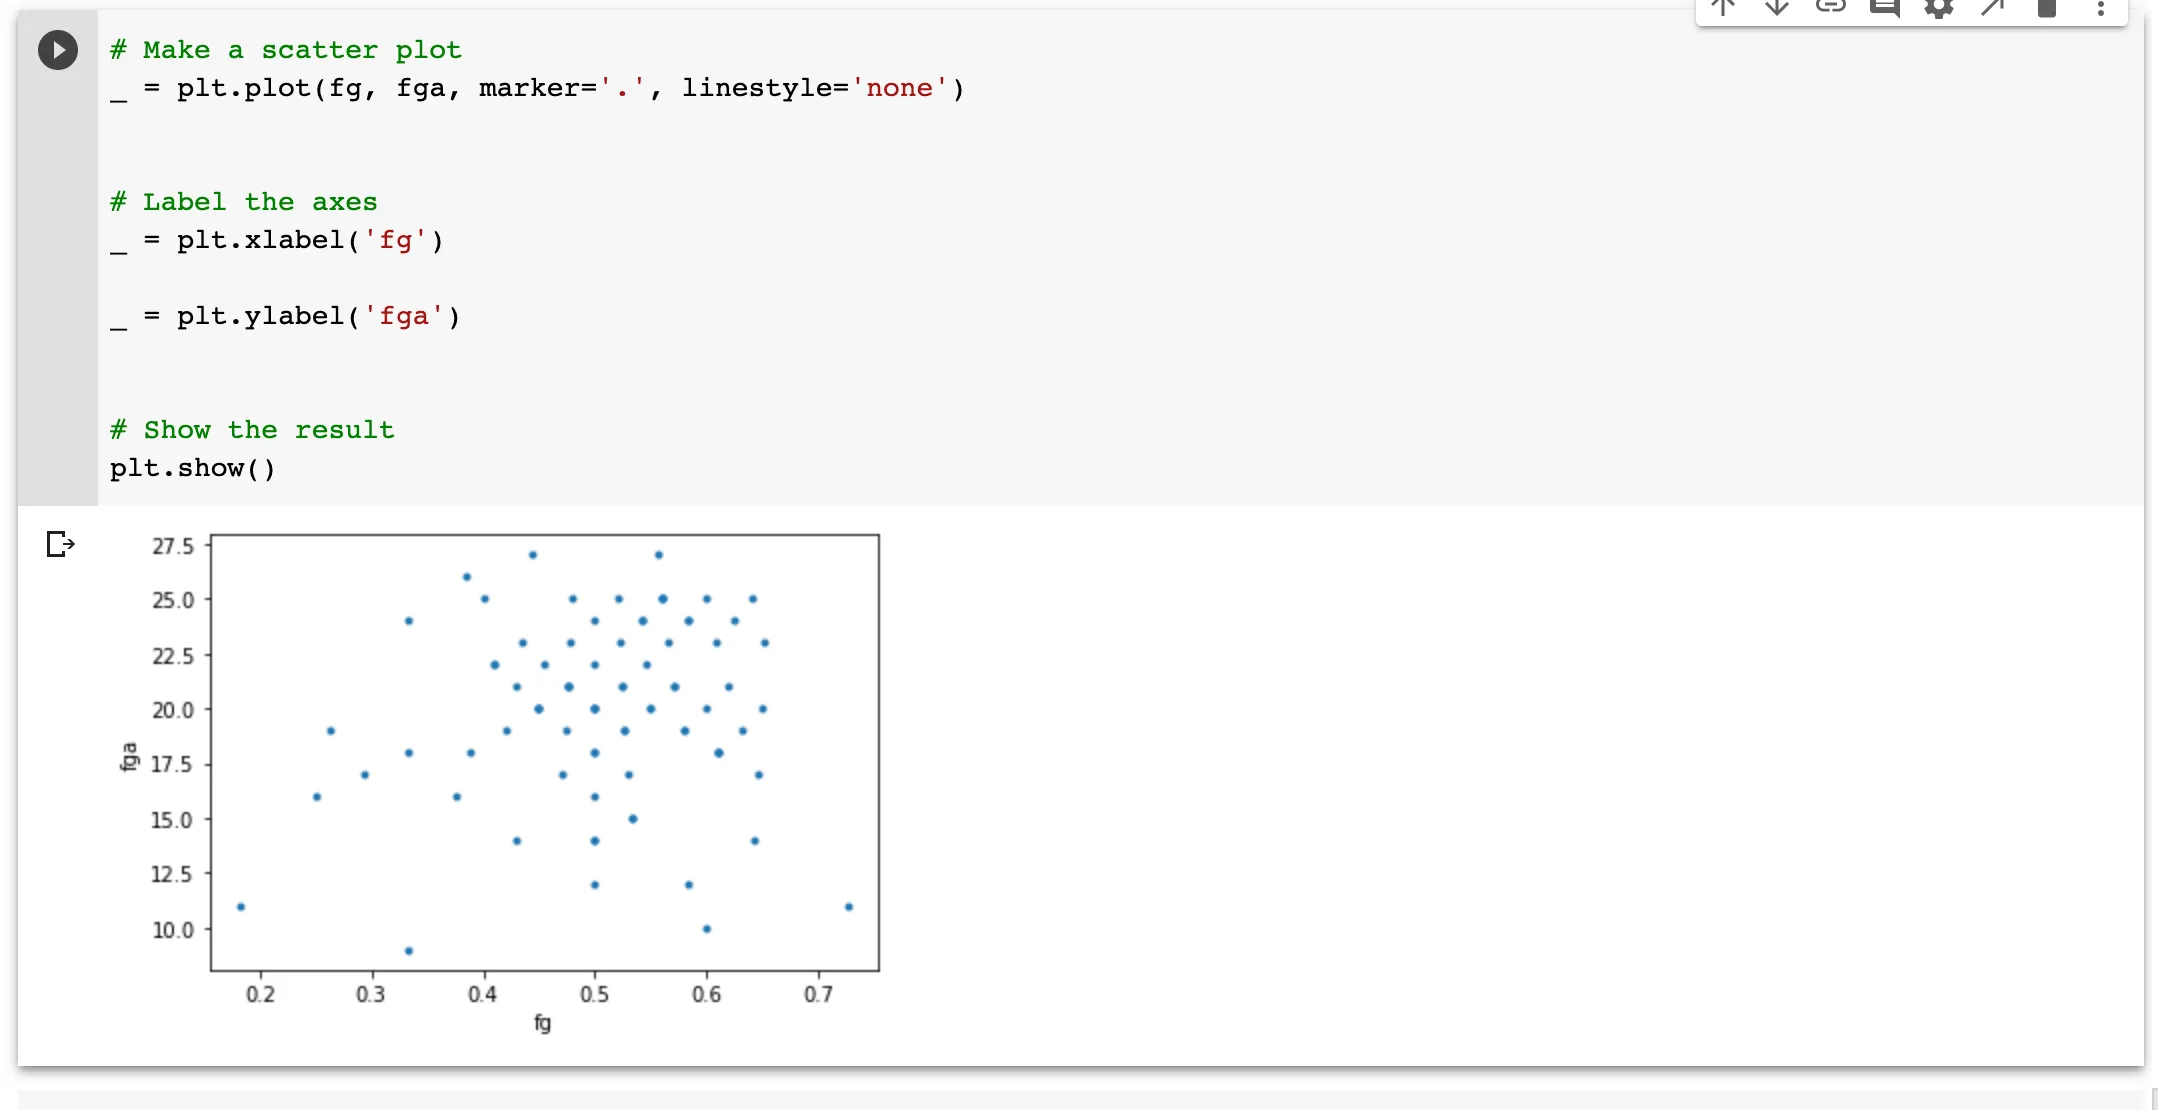 # Make a scatter plot
_ = plt.plot(fg, fga, marker='.', linestyle='none')
# Label the axes
_ = plt.xlabel('fg')
_ = plt.ylabel('fga')
# Show the result
plt.show()
27.5
25.0
22.5
20.0
17.5
15.0
12.5
10.0
fga
0.2 0.3 0.4 0.5 0.6 0.7
fg